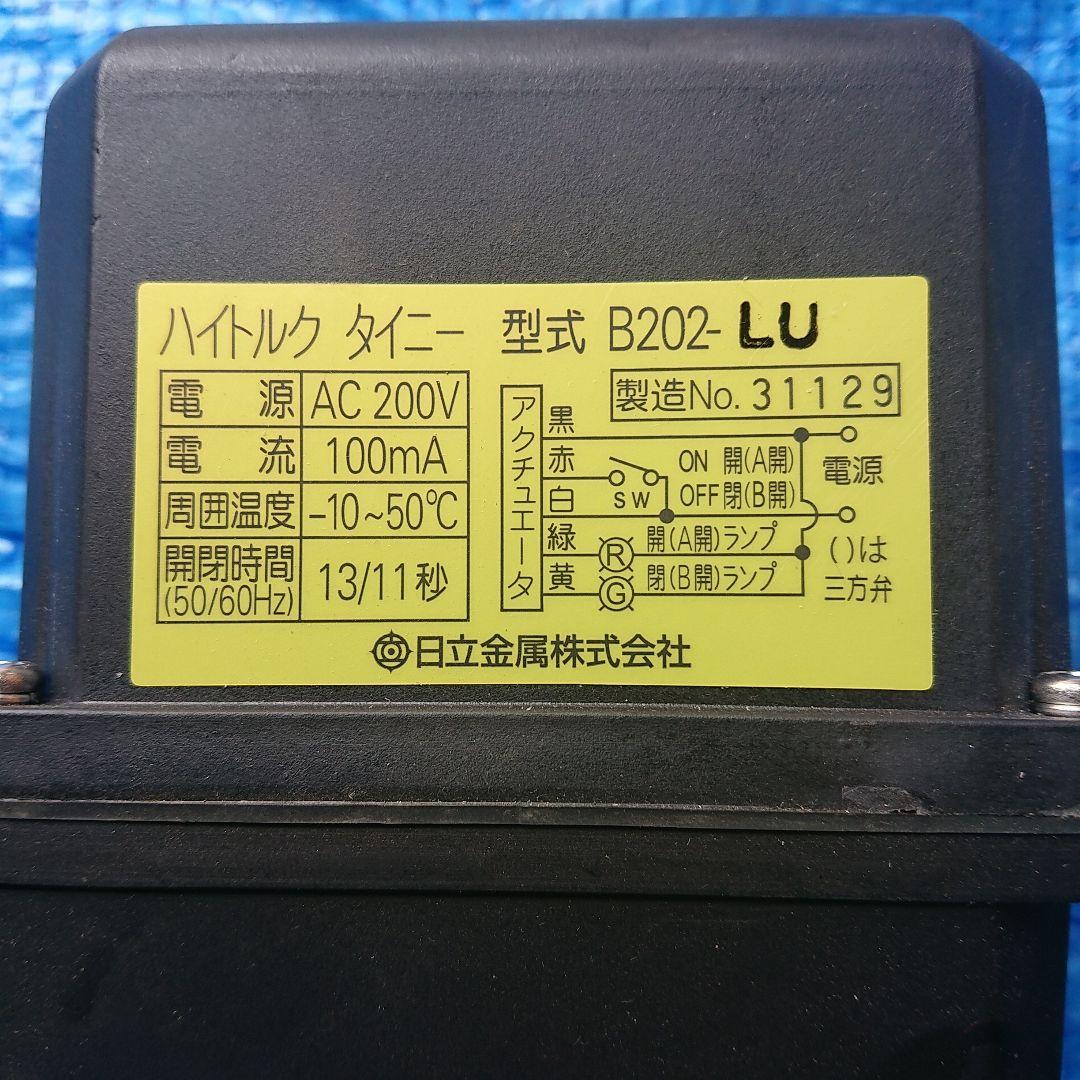 ハイトルク タイニー 型式 B202-LU
製造No. 31129
電源 AC 200V
電流 100mA
周囲温度 -10~50℃
開閉時間 (50/60Hz) 13/11秒
アクチュエータ
黒
赤
白
緑
黄
SW
ON 開(A開)
OFF 閉(B開)
電源
R 開(A開)ランプ
G 閉(B開)ランプ
( )は
三方弁
日立金属株式会社